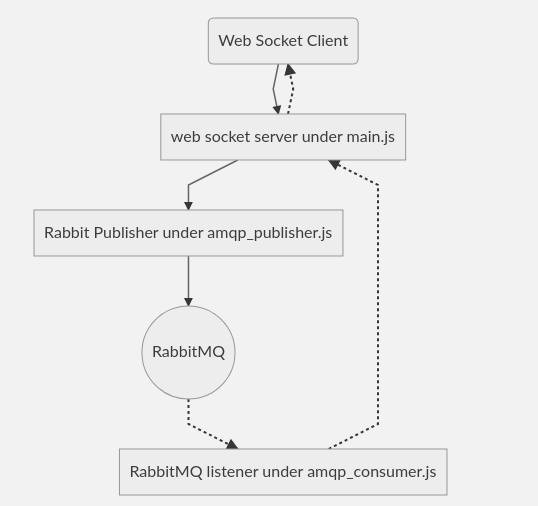 Web Socket Client
web socket server under main.js
Rabbit Publisher under amqp_publisher.js
RabbitMQ
RabbitMQ listener under amqp_consumer.js